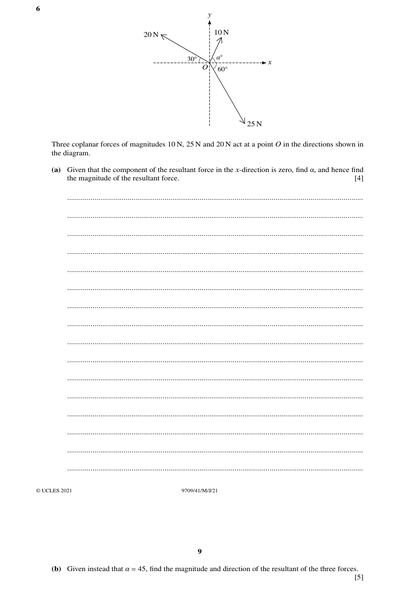 6
y
20 N
10 N
30°
α°
x
O
60°
25 N
Three coplanar forces of magnitudes 10 N, 25 N and 20 N act at a point O in the directions shown in
the diagram.
(a) Given that the component of the resultant force in the x-direction is zero, find α, and hence find
the magnitude of the resultant force. [4]
© UCLES 2021 9709/41/M/J/21
9
(b) Given instead that α = 45, find the magnitude and direction of the resultant of the three forces.
[5]